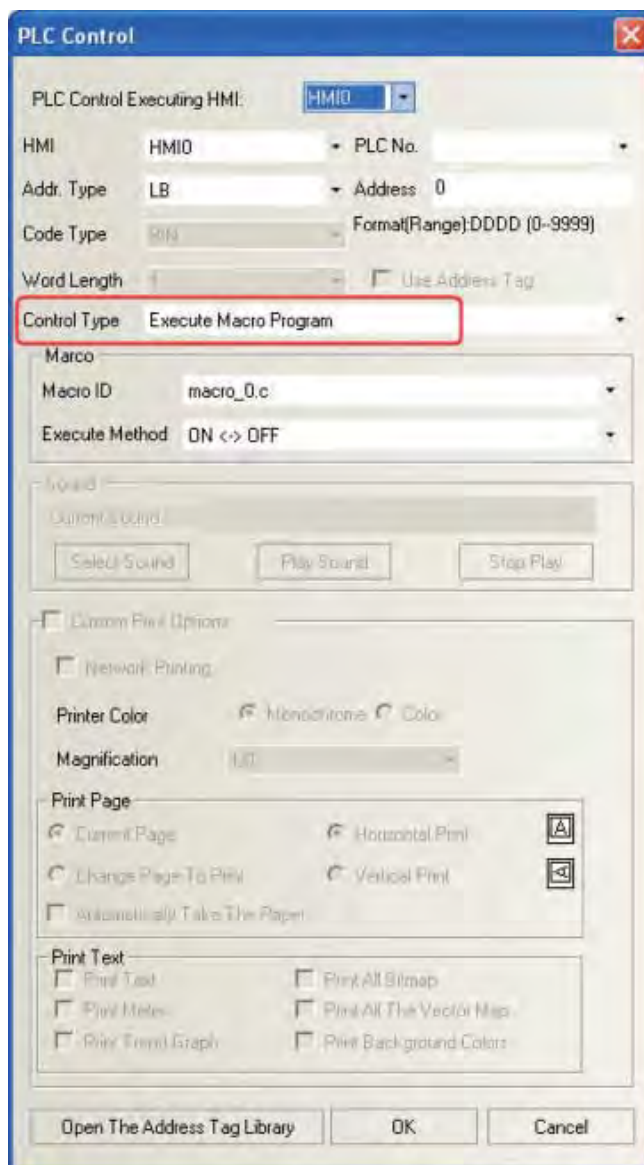 PLC Control
PLC Control Executing HMI: HMI0
HMI HMI0 PLC No.
Addr. Type LB Address 0
Code Type BIN Format(Range):DDDD (0--9999)
Word Length 1 Use Address Tag
Control Type Execute Macro Program
Marco
Macro ID macro_0.c
Execute Method ON <-> OFF
Sound
Current Sound
Select Sound Play Sound Stop Play
Custom Print Options
Network Printing
Printer Color Monochrome Color
Magnification
Print Page
Current Page Horizontal Print A
Change Page To Print Vertical Print A
Automatically Take The Paper
Print Text
Print Text Print All Bitmap
Print Meter Print All The Vector Map
Print Trend Graph Print Background Colors
Open The Address Tag Library OK Cancel